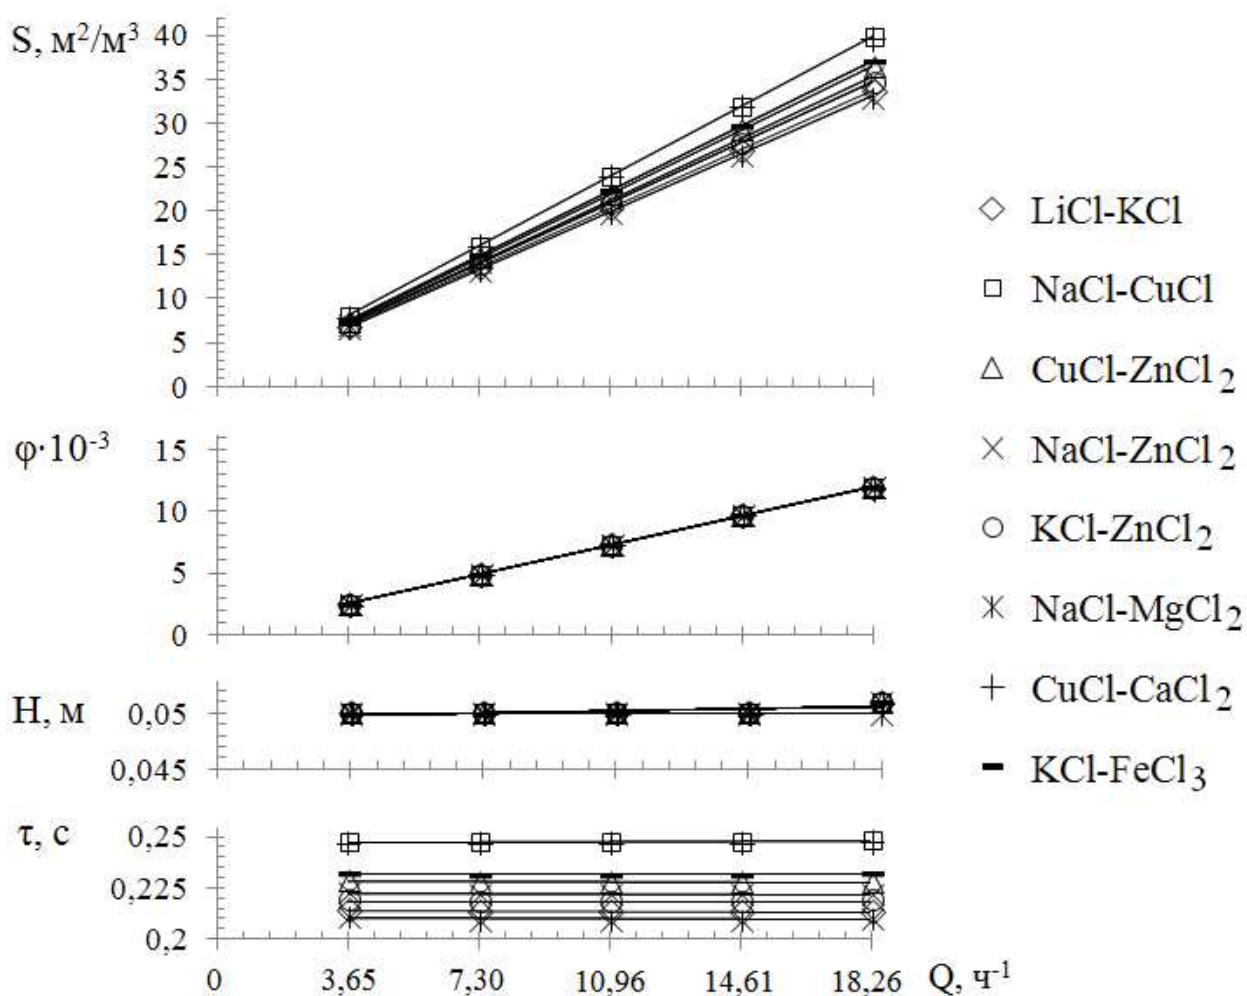 S, м²/м³
40
35
30
25
20
15
10
5
0
φ·10⁻³
15
10
5
0
H, м
0,05
0,045
τ, с
0,25
0,225
0,2
0 3,65 7,30 10,96 14,61 18,26 Q, ч⁻¹
LiCl-KCl
NaCl-CuCl
CuCl-ZnCl₂
NaCl-ZnCl₂
KCl-ZnCl₂
NaCl-MgCl₂
CuCl-CaCl₂
KCl-FeCl₃